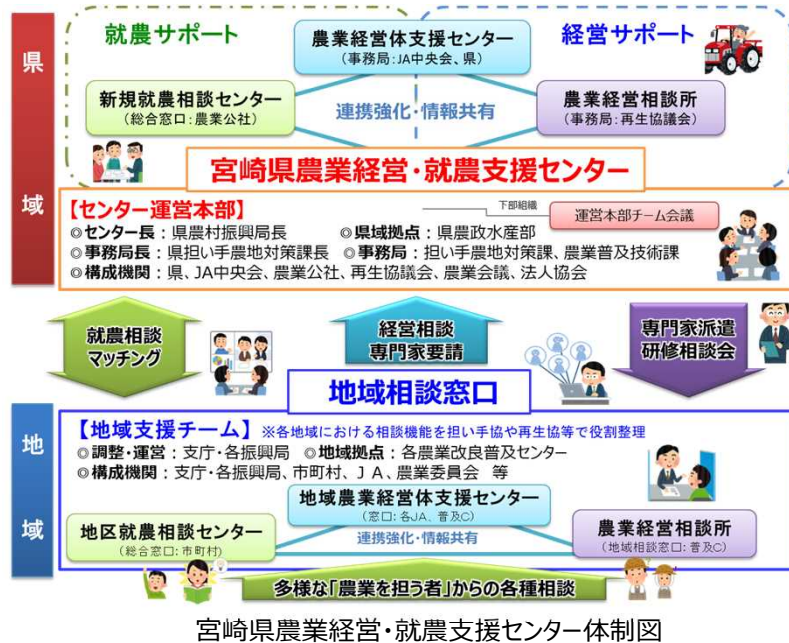 県域
就農サポート
農業経営体支援センター
(事務局:JA中央会、県)
経営サポート
新規就農相談センター
(総合窓口:農業公社)
連携強化・情報共有
農業経営相談所
(事務局:再生協議会)
宮崎県農業経営・就農支援センター
【センター運営本部】
下部組織
運営本部チーム会議
◎センター長:県農村振興局長 ◎県域拠点:県農政水産部
◎事務局長:県担い手農地対策課長 ◎事務局:担い手農地対策課、農業普及技術課
◎構成機関:県、JA中央会、農業公社、再生協議会、農業会議、法人協会
就農相談
マッチング
経営相談
専門家要請
専門家派遣
研修相談会
地域相談窓口
地域
【地域支援チーム】 ※各地域における相談機能を担い手協や再生協等で役割整理
◎調整・運営:支庁・各振興局 ◎地域拠点:各農業改良普及センター
◎構成機関:支庁・各振興局、市町村、JA、農業委員会 等
地域農業経営体支援センター
(窓口:各JA、普及C)
地区就農相談センター
(総合窓口:市町村)
連携強化・情報共有
農業経営相談所
(地域相談窓口:普及C)
多様な「農業を担う者」からの各種相談
宮崎県農業経営・就農支援センター体制図